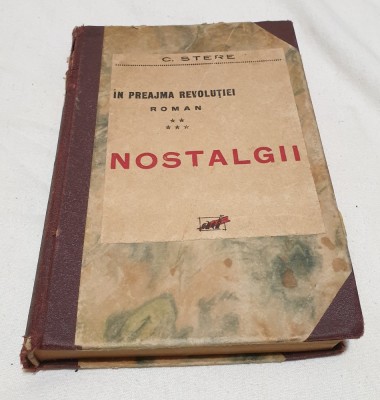 C. STERE
ÎN PREAJMA REVOLUȚIEI
ROMAN
NOSTALGII